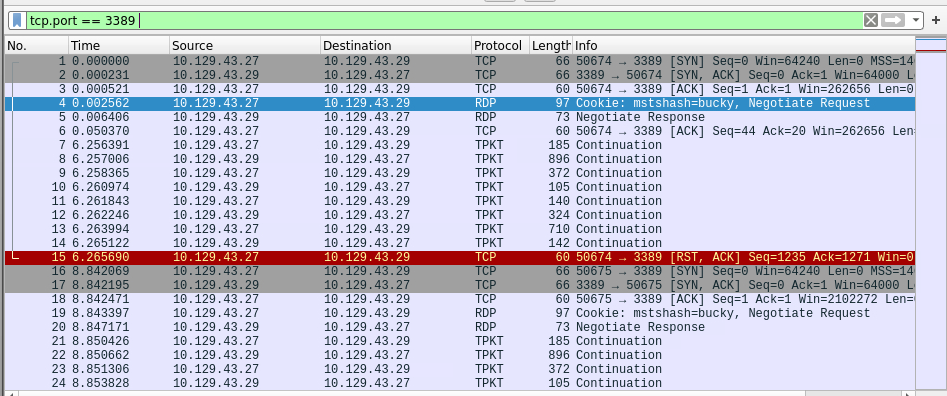 tcp.port == 3389
No. Time Source Destination Protocol Length Info
1 0.000000 10.129.43.27 10.129.43.29 TCP 66 50674 → 3389 [SYN] Seq=0 Win=64240 Len=0 MSS=14
2 0.000231 10.129.43.29 10.129.43.27 TCP 66 3389 → 50674 [SYN, ACK] Seq=0 Ack=1 Win=64000 L
3 0.000521 10.129.43.27 10.129.43.29 TCP 60 50674 → 3389 [ACK] Seq=1 Ack=1 Win=262656 Len=0
4 0.002562 10.129.43.27 10.129.43.29 RDP 97 Cookie: mstshash=bucky, Negotiate Request
5 0.006406 10.129.43.29 10.129.43.27 RDP 73 Negotiate Response
6 0.050370 10.129.43.27 10.129.43.29 TCP 60 50674 → 3389 [ACK] Seq=44 Ack=20 Win=262656 Len
7 6.256391 10.129.43.27 10.129.43.29 TPKT 185 Continuation
8 6.257006 10.129.43.29 10.129.43.27 TPKT 896 Continuation
9 6.258365 10.129.43.27 10.129.43.29 TPKT 372 Continuation
10 6.260974 10.129.43.29 10.129.43.27 TPKT 105 Continuation
11 6.261843 10.129.43.27 10.129.43.29 TPKT 140 Continuation
12 6.262246 10.129.43.29 10.129.43.27 TPKT 324 Continuation
13 6.263994 10.129.43.27 10.129.43.29 TPKT 710 Continuation
14 6.265122 10.129.43.29 10.129.43.27 TPKT 142 Continuation
15 6.265690 10.129.43.27 10.129.43.29 TCP 60 50674 → 3389 [RST, ACK] Seq=1235 Ack=1271 Win=0
16 8.842069 10.129.43.27 10.129.43.29 TCP 66 50675 → 3389 [SYN] Seq=0 Win=64240 Len=0 MSS=14
17 8.842195 10.129.43.29 10.129.43.27 TCP 66 3389 → 50675 [SYN, ACK] Seq=0 Ack=1 Win=64000 L
18 8.842471 10.129.43.27 10.129.43.29 TCP 60 50675 → 3389 [ACK] Seq=1 Ack=1 Win=2102272 Len=
19 8.843397 10.129.43.27 10.129.43.29 RDP 97 Cookie: mstshash=bucky, Negotiate Request
20 8.847171 10.129.43.29 10.129.43.27 RDP 73 Negotiate Response
21 8.850426 10.129.43.27 10.129.43.29 TPKT 185 Continuation
22 8.850662 10.129.43.29 10.129.43.27 TPKT 896 Continuation
23 8.851306 10.129.43.27 10.129.43.29 TPKT 372 Continuation
24 8.853828 10.129.43.29 10.129.43.27 TPKT 105 Continuation